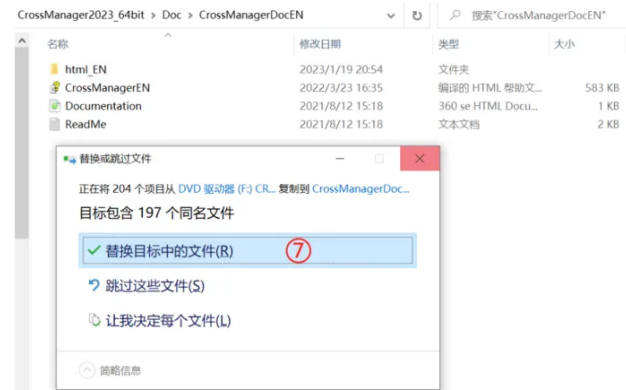 CrossManager2023_64bit › Doc › CrossManagerDocEN
搜索"CrossManagerDocEN"
名称 修改日期 类型 大小
html_EN 2023/1/19 20:54 文件夹
CrossManagerEN 2022/3/23 16:35 编译的 HTML 帮助文... 583 KB
Documentation 2021/8/12 15:18 360 se HTML Docu... 1 KB
ReadMe 2021/8/12 15:18 文本文档 2 KB
替换或跳过文件
正在将 204 个项目从 DVD 驱动器 (F:) CR... 复制到 CrossManagerDoc...
目标包含 197 个同名文件
替换目标中的文件(R) ⑦
跳过这些文件(S)
让我决定每个文件(L)
简略信息